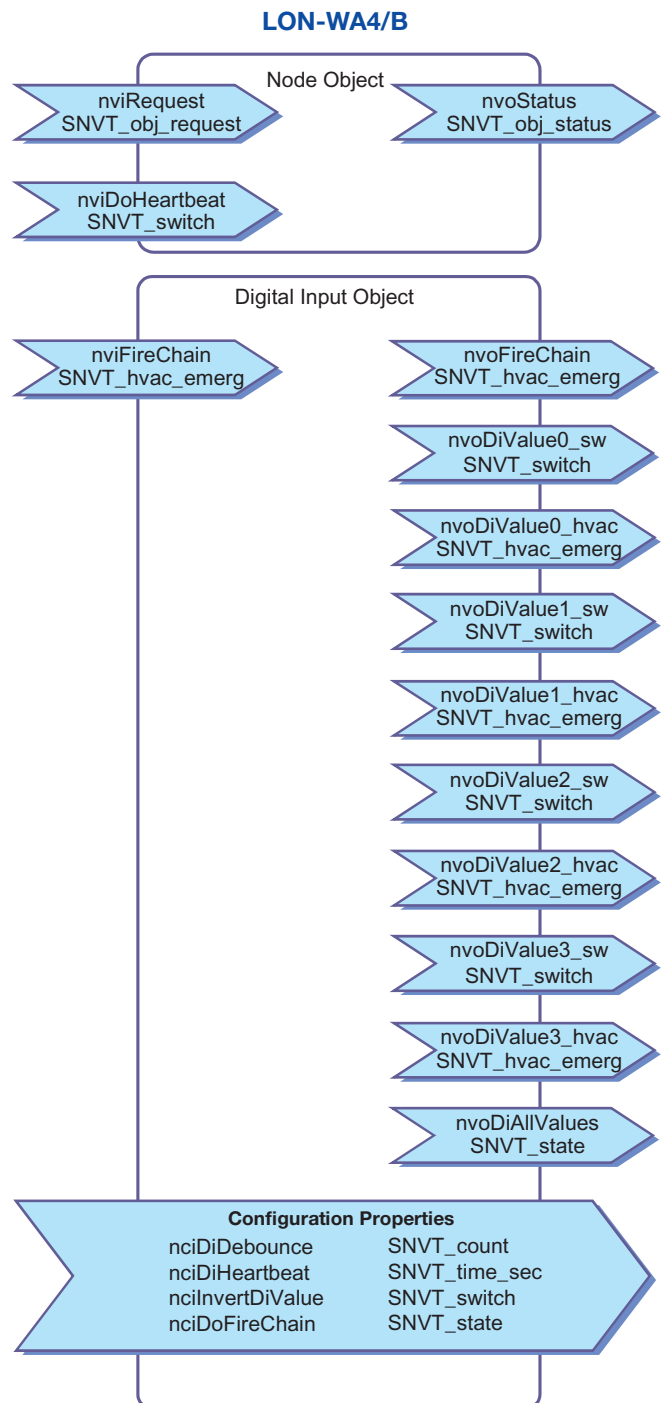 LON-WA4/B
Node Object
nviRequest
SNVT_obj_request
nvoStatus
SNVT_obj_status
nviDoHeartbeat
SNVT_switch
Digital Input Object
nviFireChain
SNVT_hvac_emerg
nvoFireChain
SNVT_hvac_emerg
nvoDiValue0_sw
SNVT_switch
nvoDiValue0_hvac
SNVT_hvac_emerg
nvoDiValue1_sw
SNVT_switch
nvoDiValue1_hvac
SNVT_hvac_emerg
nvoDiValue2_sw
SNVT_switch
nvoDiValue2_hvac
SNVT_hvac_emerg
nvoDiValue3_sw
SNVT_switch
nvoDiValue3_hvac
SNVT_hvac_emerg
nvoDiAllValues
SNVT_state
Configuration Properties
nciDiDebounce SNVT_count
nciDiHeartbeat SNVT_time_sec
nciInvertDiValue SNVT_switch
nciDoFireChain SNVT_state